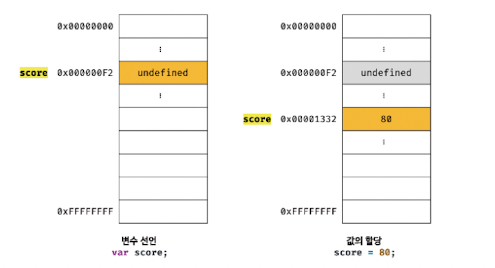 0x00000000
⋮
score 0x000000F2 undefined
⋮
0xFFFFFFFF
변수 선언
var score;
0x00000000
⋮
0x000000F2 undefined
⋮
score 0x00001332 80
⋮
0xFFFFFFFF
값의 할당
score = 80;